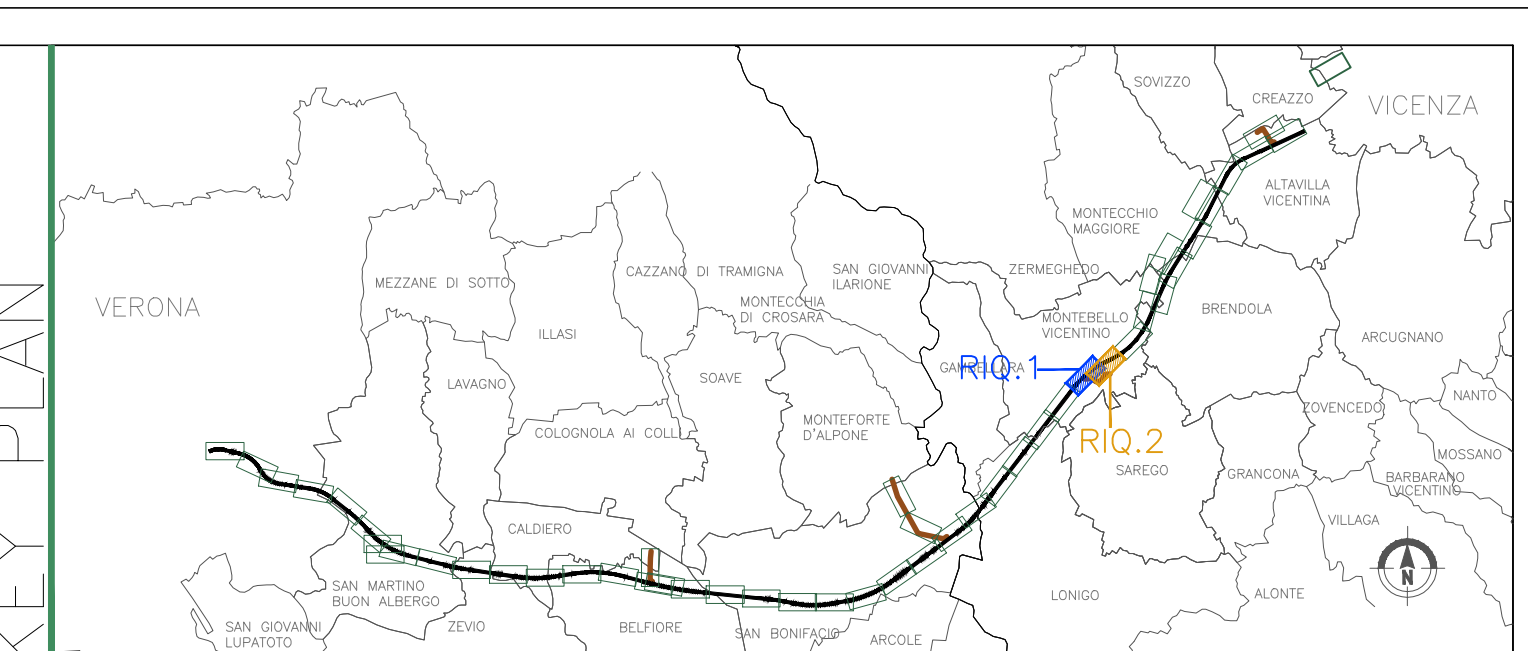 KEY PLAN
SOVIZZO
CREAZZO
VICENZA
ALTAVILLA
VICENTINA
MONTECCHIO
MAGGIORE
MEZZANE DI SOTTO
CAZZANO DI TRAMIGNA
SAN GIOVANNI
ILARIONE
ZERMEGHEDO
VERONA
MONTECCHIA
DI CROSARA
MONTEBELLO
VICENTINO
BRENDOLA
ILLASI
ARCUGNANO
GAMBELLARA
RIQ.1
LAVAGNO
SOAVE
NANTO
ZOVENCEDO
MONTEFORTE
D'ALPONE
COLOGNOLA AI COLLI
RIQ.2
SAREGO
MOSSANO
GRANCONA
BARBARANO
VICENTINO
VILLAGA
CALDIERO
N
SAN MARTINO
BUON ALBERGO
LONIGO
ALONTE
SAN GIOVANNI
LUPATOTO
ZEVIO
BELFIORE
SAN BONIFACIO
ARCOLE